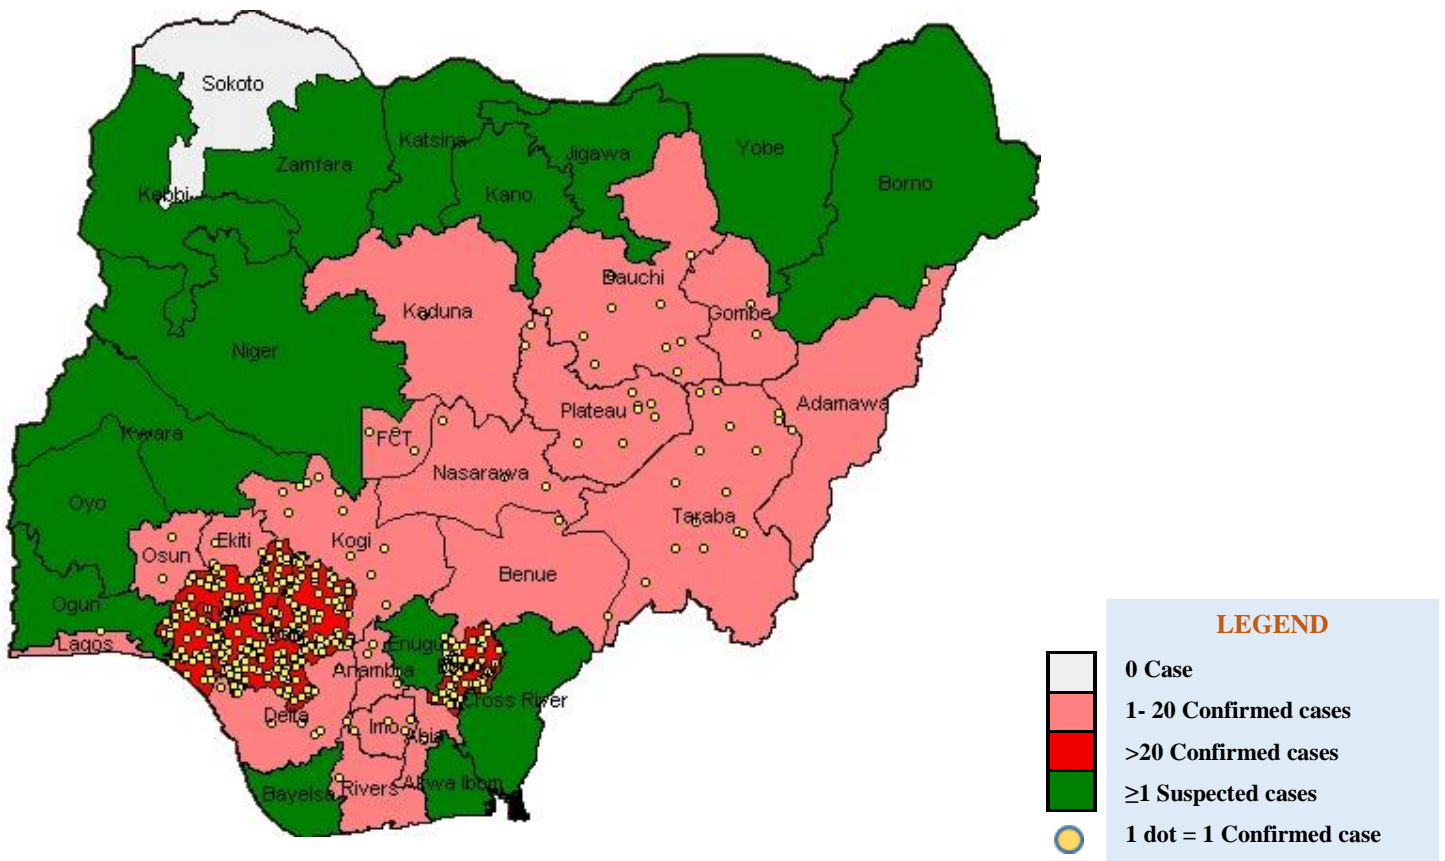 Sokoto
Katsina
Zamfara
Jigawa
Yobe
Kebbi
Kano
Borno
Bauchi
Kaduna
Gombe
Niger
Plateau
Adamawa
Kwara
FCT
Nasarawa
Oyo
Taraba
Osun
Ekiti
Kogi
Benue
Ogun
Lagos
Enugu
Anambra
Cross River
Delta
Imo
Abia
Bayelsa
Rivers
Akwa Ibom
LEGEND
0 Case
1- 20 Confirmed cases
>20 Confirmed cases
≥1 Suspected cases
1 dot = 1 Confirmed case